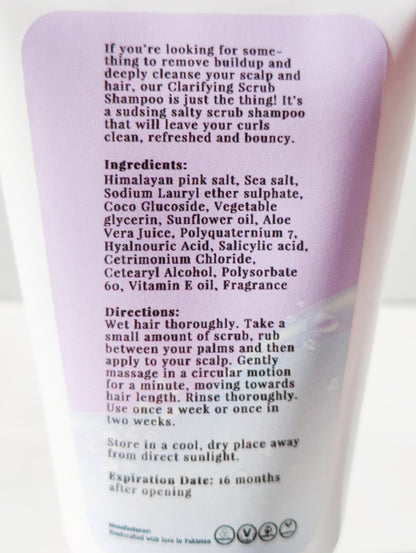 If you're looking for some-
thing to remove buildup and
deeply cleanse your scalp and
hair, our Clarifying Scrub
Shampoo is just the thing! It's
a sudsing salty scrub shampoo
that will leave your curls
clean, refreshed and bouncy.
Ingredients:
Himalayan pink salt, Sea salt,
Sodium Lauryl ether sulphate,
Coco Glucoside, Vegetable
glycerin, Sunflower oil, Aloe
Vera Juice, Polyquaternium 7,
Hyalnouric Acid, Salicylic acid,
Cetrimonium Chloride,
Cetearyl Alcohol, Polysorbate
60, Vitamin E oil, Fragrance
Directions:
Wet hair thoroughly. Take a
small amount of scrub, rub
between your palms and then
apply to your scalp. Gently
massage in a circular motion
for a minute, moving towards
hair length. Rinse thoroughly.
Use once a week or once in
two weeks.
Store in a cool, dry place away
from direct sunlight.
Expiration Date: 16 months
after opening
Manufacturer:
Handcrafted with love in Pakistan